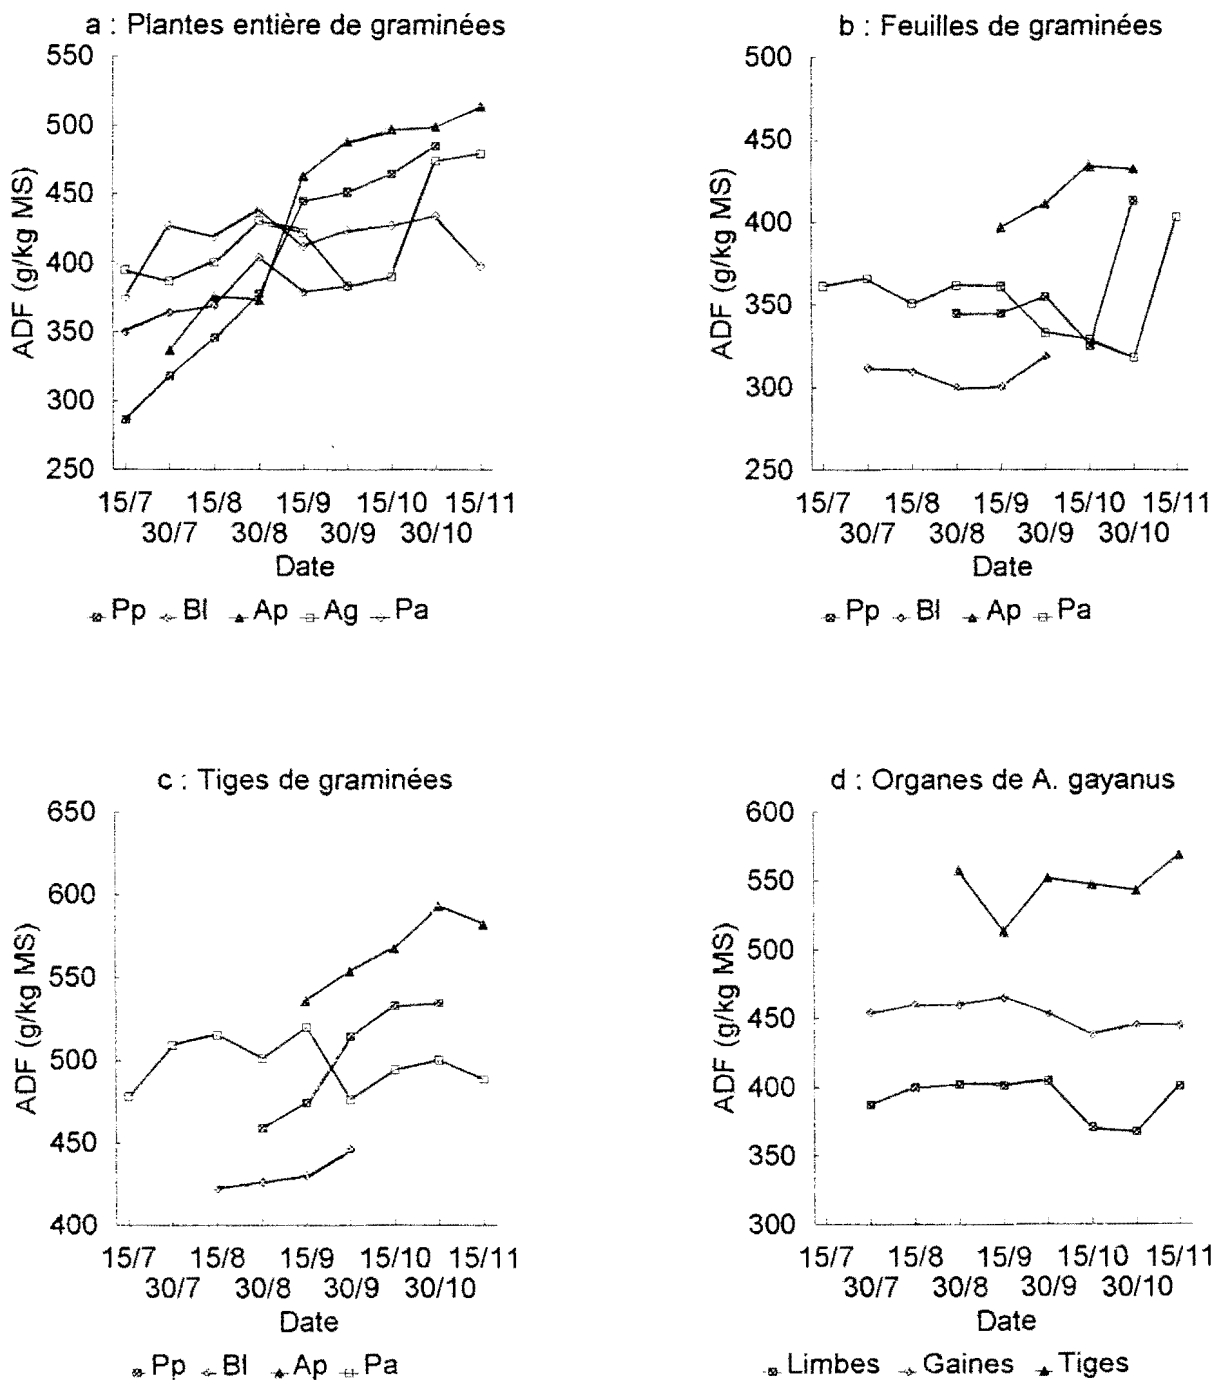 a : Plantes entière de graminées
550
500
450
400
350
300
250
ADF (g/kg MS)
15/7 15/8 15/9 15/10 15/11
30/7 30/8 30/9 30/10
Date
Pp Bl Ap Ag Pa
b : Feuilles de graminées
500
450
400
350
300
250
ADF (g/kg MS)
15/7 15/8 15/9 15/10 15/11
30/7 30/8 30/9 30/10
Date
Pp Bl Ap Pa
c : Tiges de graminées
650
600
550
500
450
400
ADF (g/kg MS)
15/7 15/8 15/9 15/10 15/11
30/7 30/8 30/9 30/10
Date
Pp Bl Ap Pa
d : Organes de A. gayanus
600
550
500
450
400
350
300
ADF (g/kg MS)
15/7 15/8 15/9 15/10 15/11
30/7 30/8 30/9 30/10
Date
Limbes Gaines Tiges